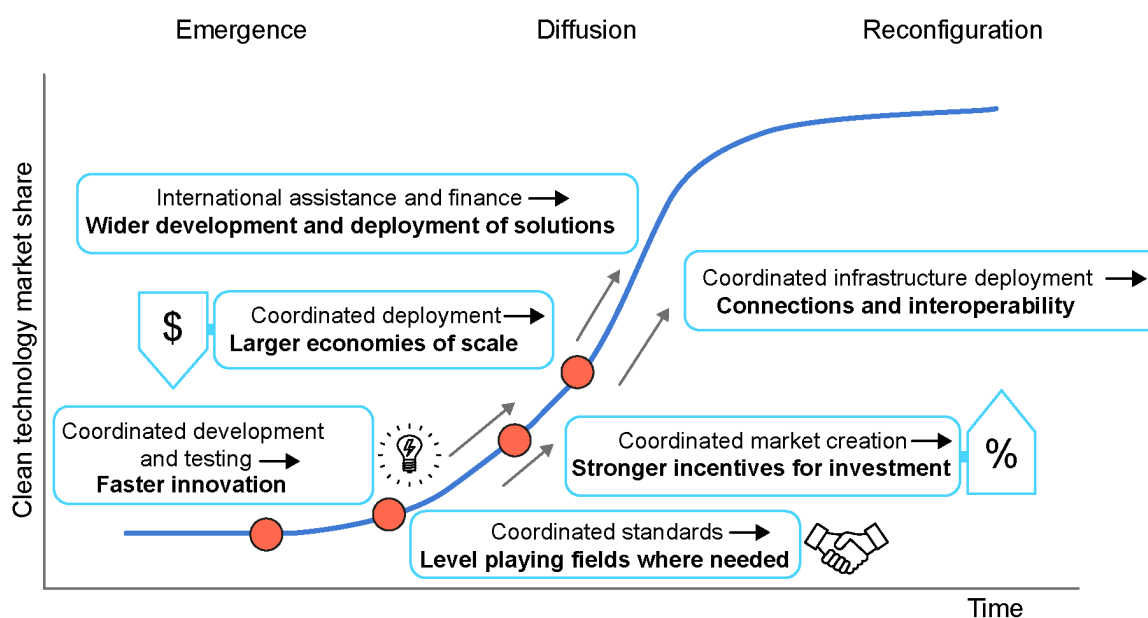 Emergence
Diffusion
Reconfiguration
Clean technology market share
International assistance and finance →
Wider development and deployment of solutions
Coordinated infrastructure deployment →
Connections and interoperability
$
Coordinated deployment →
Larger economies of scale
Coordinated development
and testing →
Faster innovation
Coordinated market creation →
Stronger incentives for investment
%
Coordinated standards →
Level playing fields where needed
Time